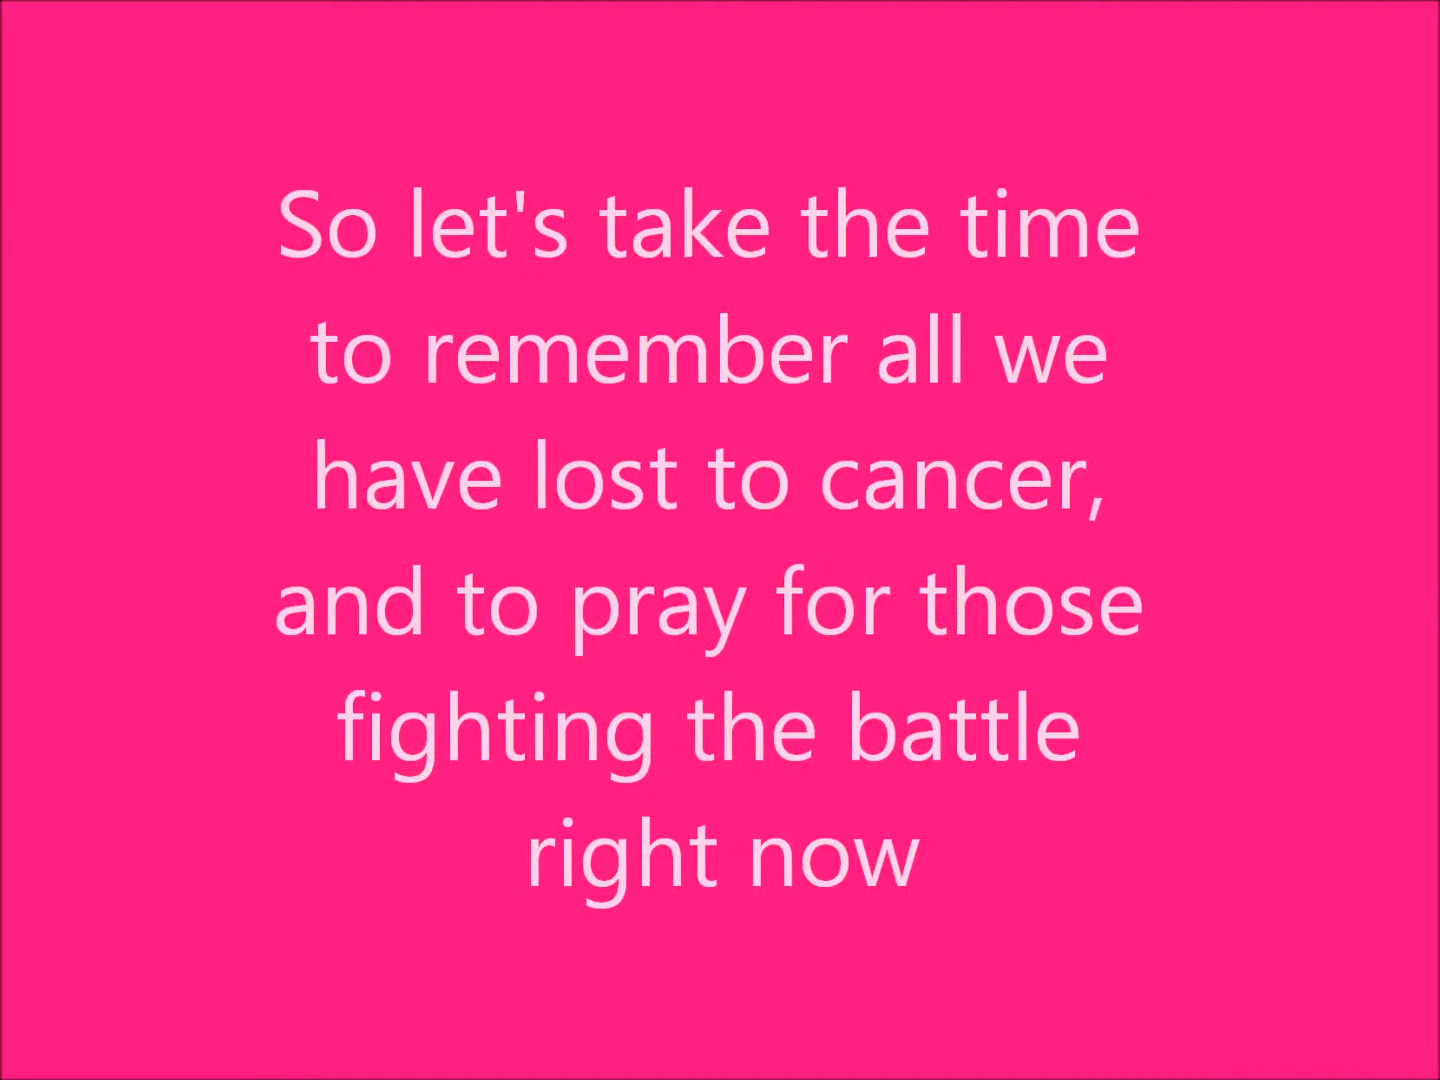 So let's take the time
to remember all we
have lost to cancer,
and to pray for those
fighting the battle
right now